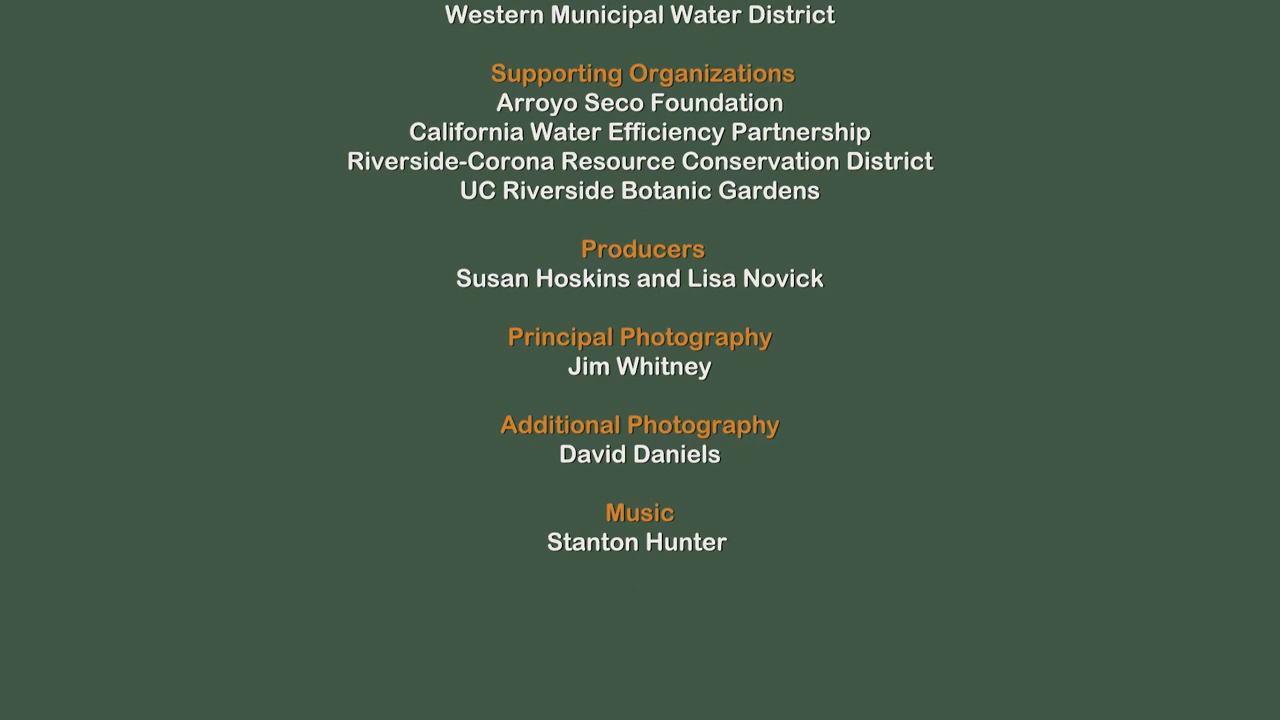 Western Municipal Water District
Supporting Organizations
Arroyo Seco Foundation
California Water Efficiency Partnership
Riverside-Corona Resource Conservation District
UC Riverside Botanic Gardens
Producers
Susan Hoskins and Lisa Novick
Principal Photography
Jim Whitney
Additional Photography
David Daniels
Music
Stanton Hunter